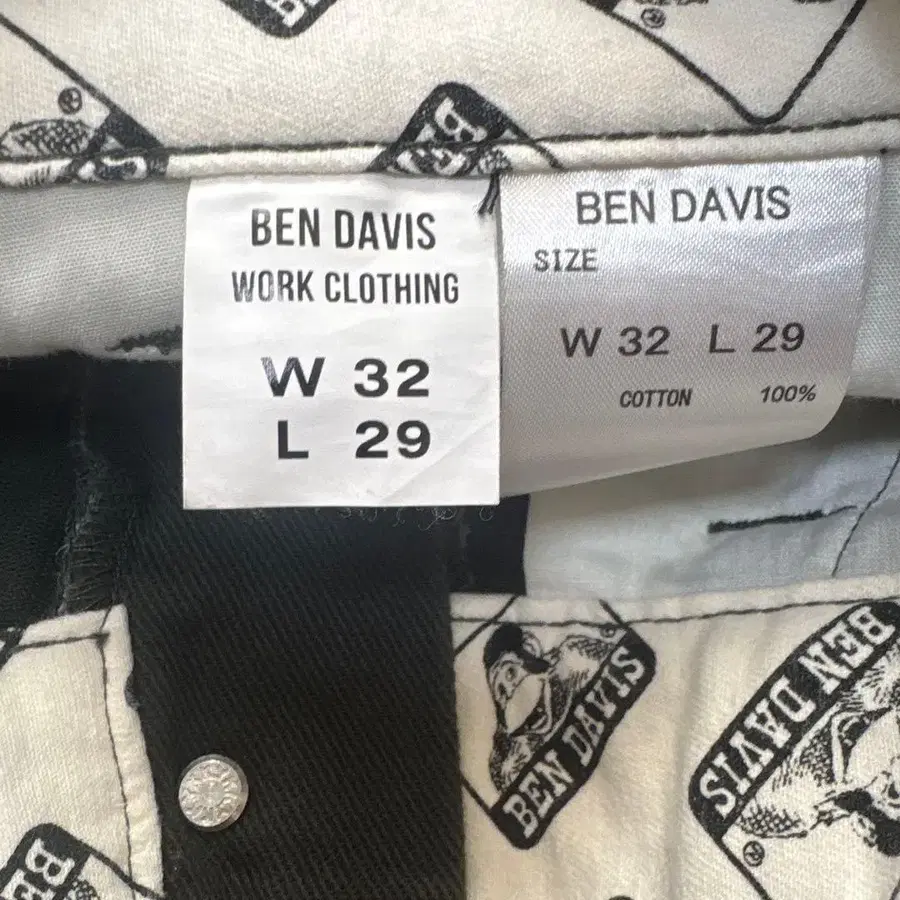 BEN DAVIS
WORK CLOTHING
W 32
L 29
BEN DAVIS
SIZE
W 32 L 29
COTTON 100%
BEN DAVIS
BEN DAVIS